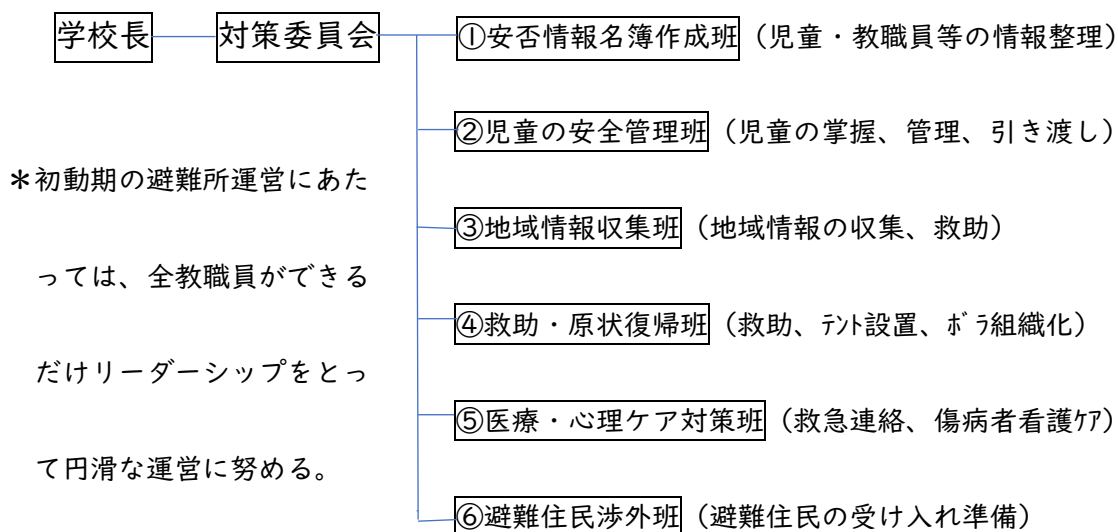 学校長 対策委員会 ①安否情報名簿作成班 (児童・教職員等の情報整理)
②児童の安全管理班 (児童の掌握、管理、引き渡し)
③地域情報収集班 (地域情報の収集、救助)
④救助・原状復帰班 (救助、ﾃﾝﾄ設置、ﾎﾞﾗ組織化)
⑤医療・心理ケア対策班 (救急連絡、傷病者看護ｹｱ)
⑥避難住民渉外班 (避難住民の受け入れ準備)
*初動期の避難所運営にあた
っては、全教職員ができる
だけリーダーシップをとっ
て円滑な運営に努める。